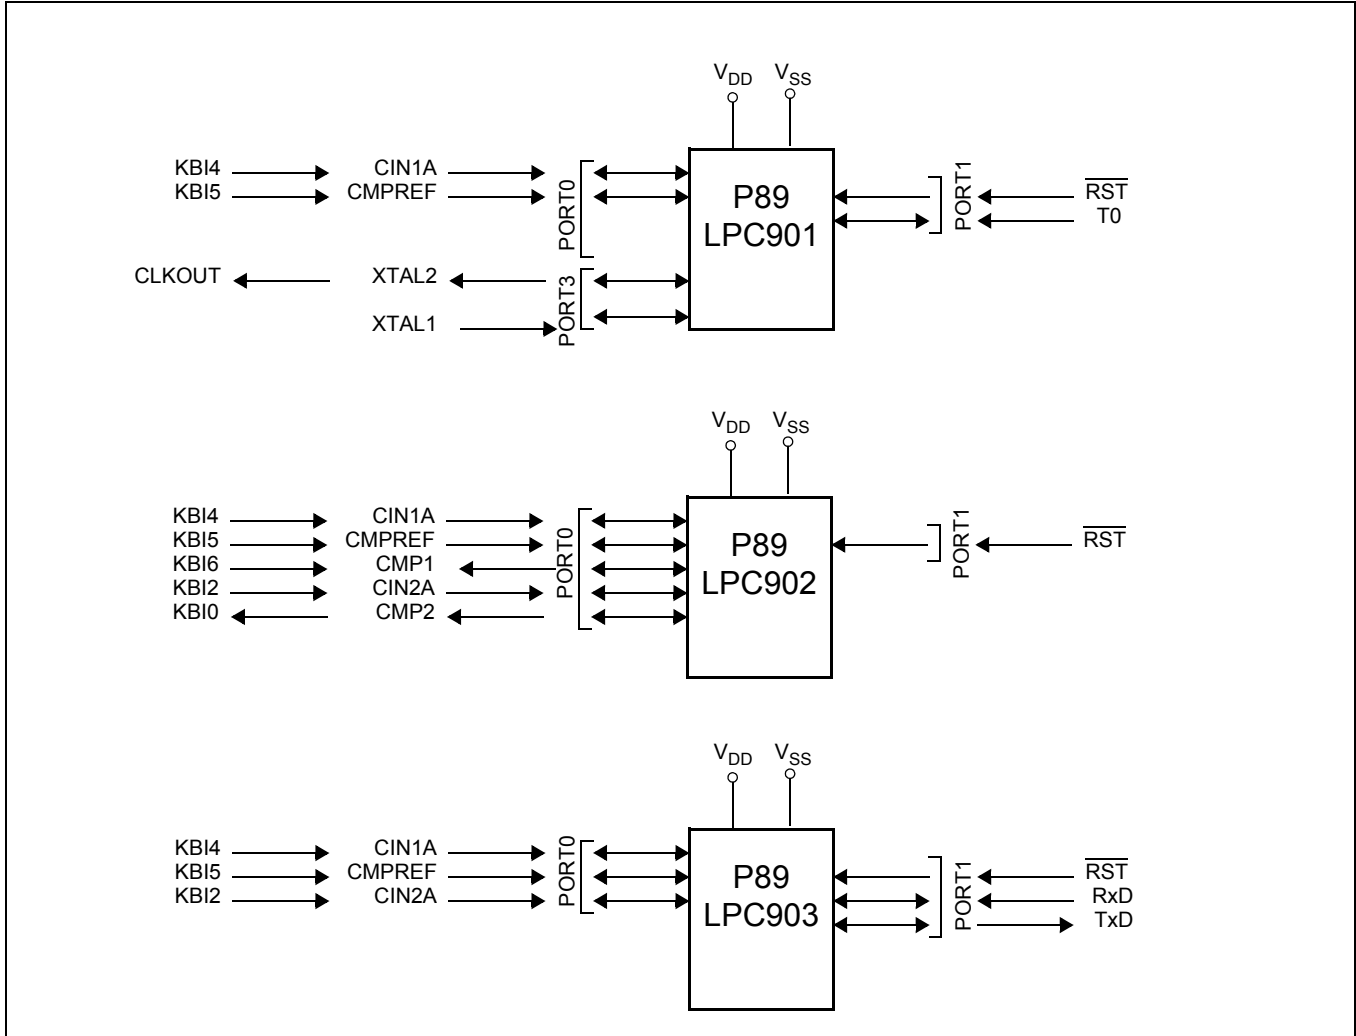 VDD VSS
KBI4 CIN1A
KBI5 CMPREF
PORT0
P89
LPC901
PORT1
RST
T0
CLKOUT XTAL2
XTAL1
PORT3
VDD VSS
KBI4 CIN1A
KBI5 CMPREF
KBI6 CMP1
KBI2 CIN2A
KBI0 CMP2
PORT0
P89
LPC902
PORT1
RST
VDD VSS
KBI4 CIN1A
KBI5 CMPREF
KBI2 CIN2A
PORT0
P89
LPC903
PORT1
RST
RxD
TxD